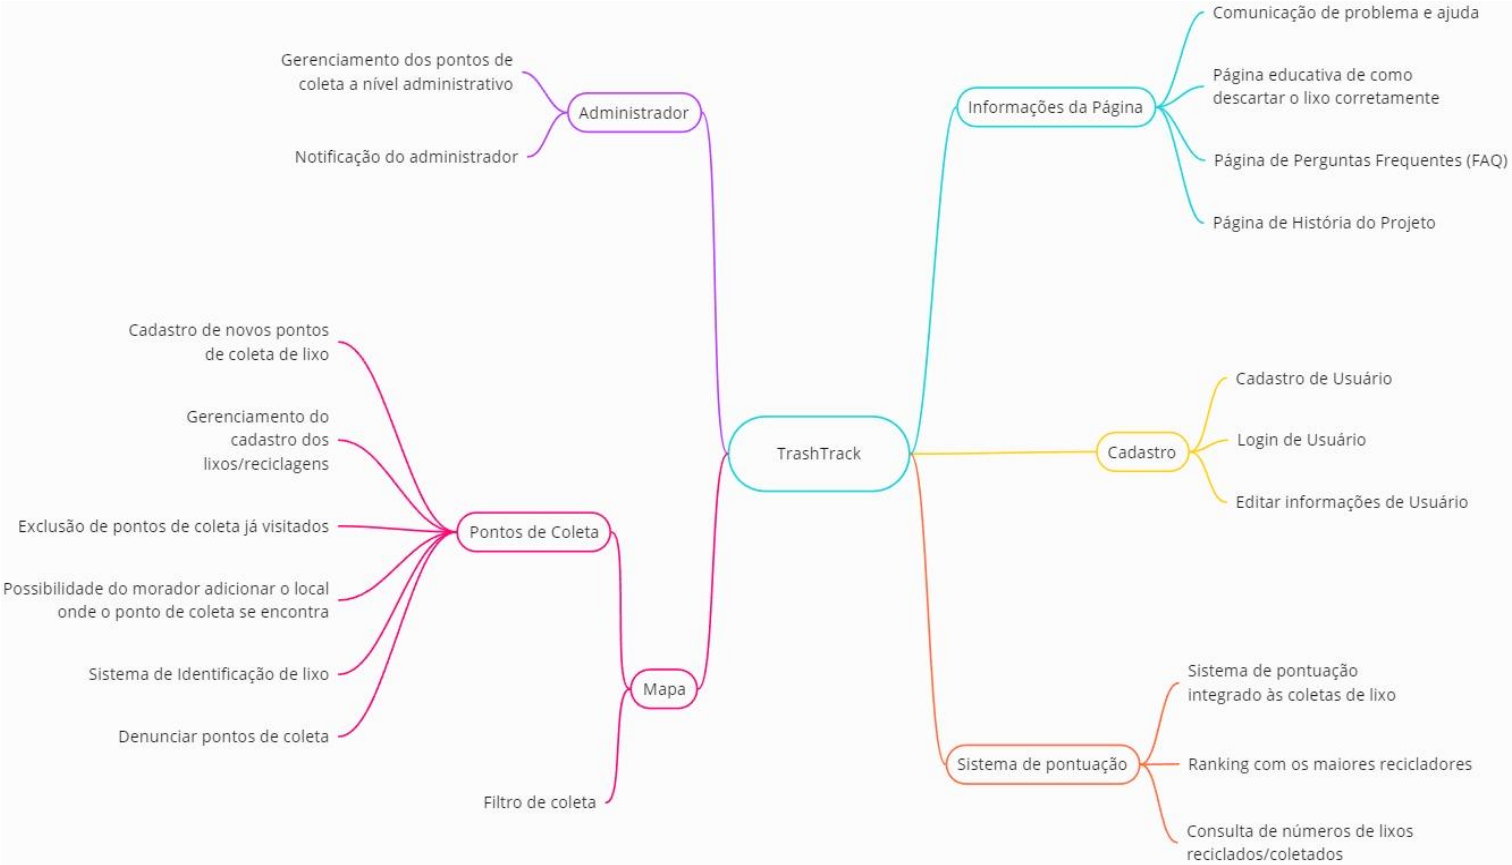 Comunicação de problema e ajuda
Gerenciamento dos pontos de
coleta a nível administrativo
Administrador
Notificação do administrador
Informações da Página
Página educativa de como
descartar o lixo corretamente
Página de Perguntas Frequentes (FAQ)
Página de História do Projeto
Cadastro de novos pontos
de coleta de lixo
Gerenciamento do
cadastro dos
lixos/reciclagens
Exclusão de pontos de coleta já visitados
Possibilidade do morador adicionar o local
onde o ponto de coleta se encontra
Sistema de Identificação de lixo
Denunciar pontos de coleta
Pontos de Coleta
Mapa
Filtro de coleta
TrashTrack
Cadastro
Cadastro de Usuário
Login de Usuário
Editar informações de Usuário
Sistema de pontuação
Sistema de pontuação
integrado às coletas de lixo
Ranking com os maiores recicladores
Consulta de números de lixos
reciclados/coletados